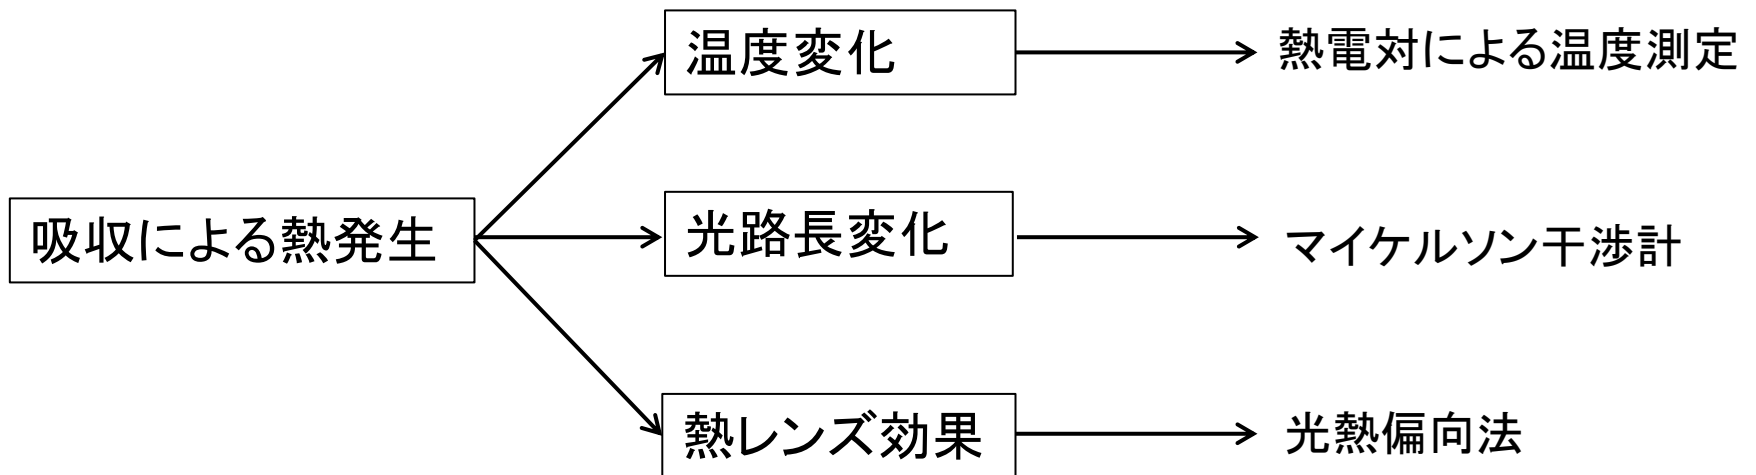 温度変化
熱電対による温度測定
吸収による熱発生
光路長変化
マイケルソン干渉計
熱レンズ効果
光熱偏向法